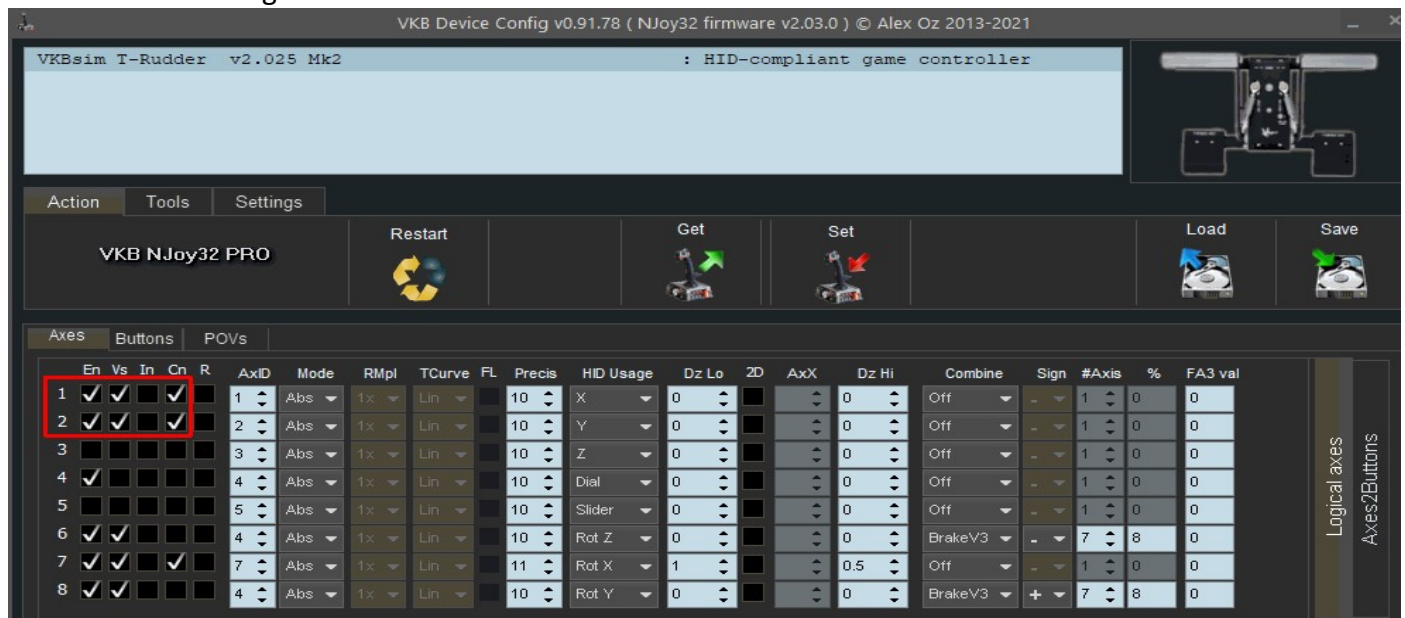 VKB Device Config v0.91.78 ( NJoy32 firmware v2.03.0 ) © Alex Oz 2013-2021
VKBsim T-Rudder v2.025 Mk2 : HID-compliant game controller
Action Tools Settings
VKB NJoy32 PRO Restart Get Set Load Save
Axes Buttons POVs
En Vs In Cn R AxID Mode RMpl TCurve FL Precis HID Usage Dz Lo 2D AxX Dz Hi Combine Sign #Axis % FA3 val
1 1 Abs 1x Lin 10 X 0 0 Off - 1 0 0
2 2 Abs 1x Lin 10 Y 0 0 Off - 1 0 0
3 3 Abs 1x Lin 10 Z 0 0 Off - 1 0 0
4 4 Abs 1x Lin 10 Dial 0 0 Off - 1 0 0
5 5 Abs 1x Lin 10 Slider 0 0 Off - 1 0 0
6 4 Abs 1x Lin 10 Rot Z 0 0 BrakeV3 - 7 8 0
7 7 Abs 1x Lin 11 Rot X 1 0.5 Off - 1 0 0
8 4 Abs 1x Lin 10 Rot Y 0 0 BrakeV3 + 7 8 0
Logical axes
Axes2Buttons